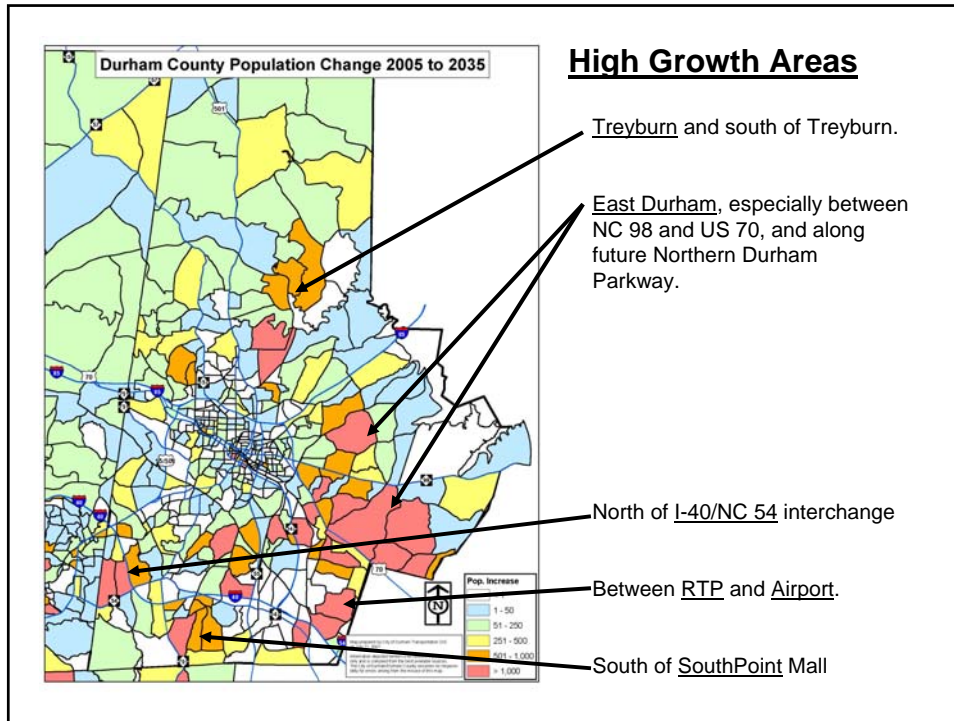 Durham County Population Change 2005 to 2035
High Growth Areas
501
Treyburn and south of Treyburn.
East Durham, especially between
NC 98 and US 70, and along
future Northern Durham
Parkway.
70
North of I-40/NC 54 interchange
70
Between RTP and Airport.
South of SouthPoint Mall
N
Pop. Increase
1 - 50
51 - 250
251 - 500
501 - 1,000
> 1,000